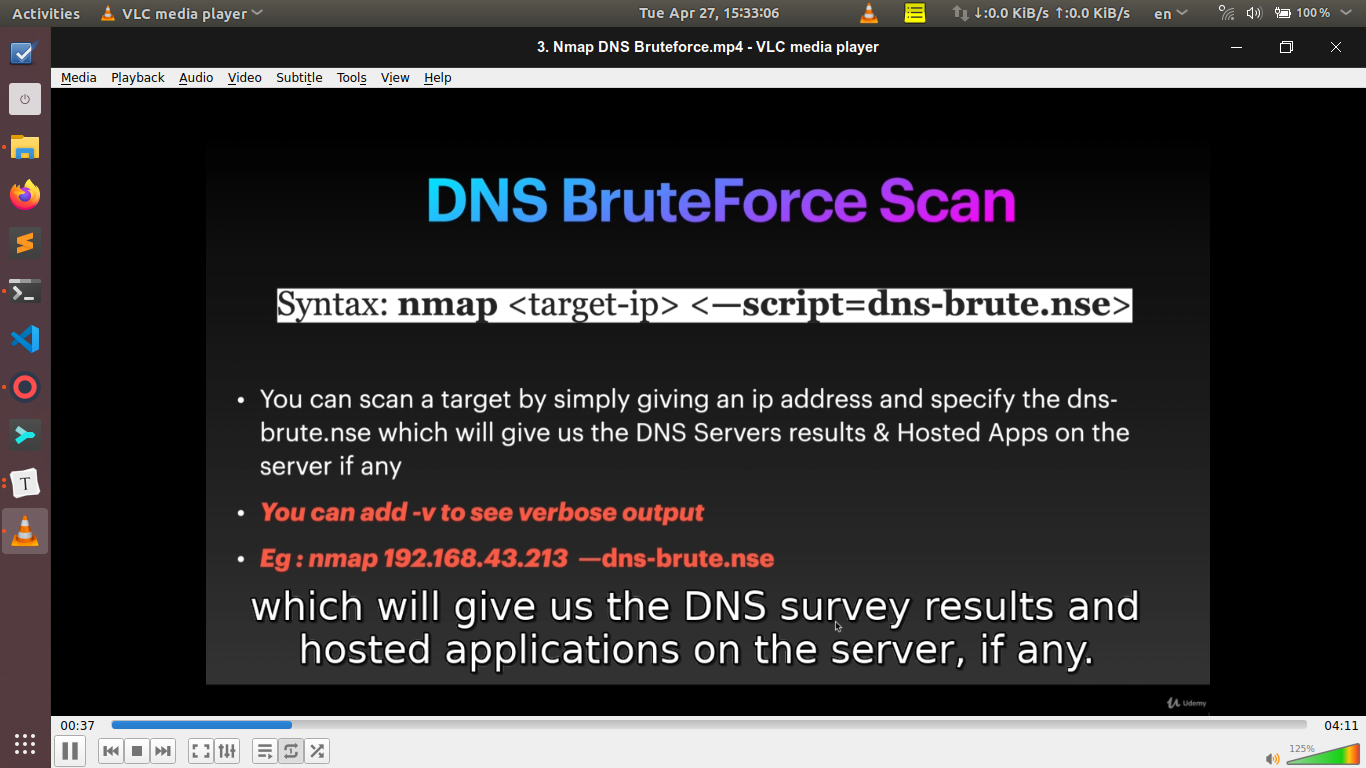 Activities VLC media player Tue Apr 27, 15:33:06 ↓:0.0 KiB/s ↑:0.0 KiB/s en 100 %
3. Nmap DNS Bruteforce.mp4 - VLC media player
Media Playback Audio Video Subtitle Tools View Help
DNS BruteForce Scan
Syntax: nmap <target-ip> <—script=dns-brute.nse>
• You can scan a target by simply giving an ip address and specify the dns-
brute.nse which will give us the DNS Servers results & Hosted Apps on the
server if any
• You can add -v to see verbose output
• Eg : nmap 192.168.43.213 —dns-brute.nse
which will give us the DNS survey results and
hosted applications on the server, if any.
Udemy
00:37 04:11
125%